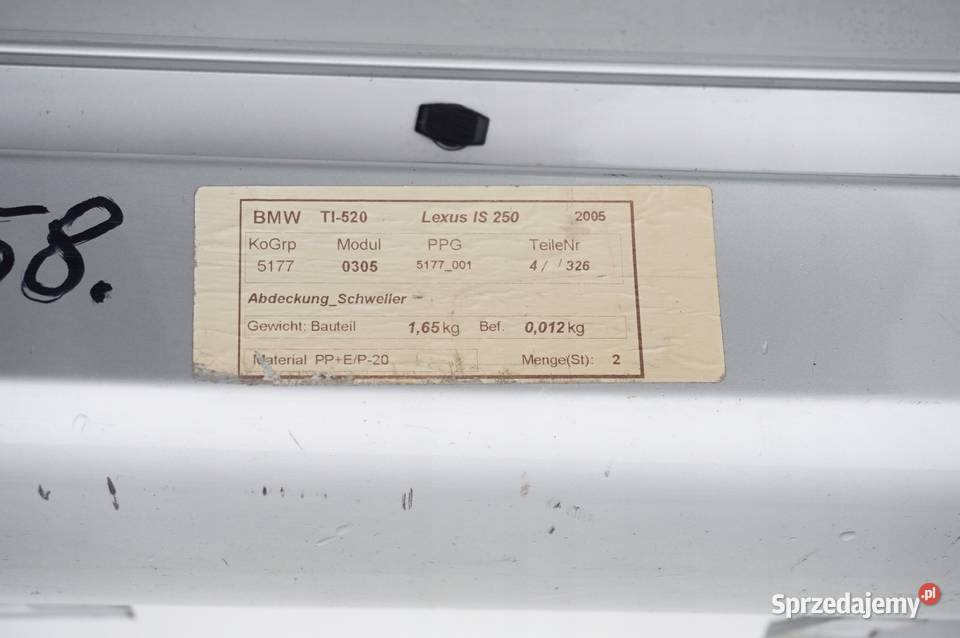 58.
BMW TI-520 Lexus IS 250 2005
KoGrp Modul PPG TeileNr
5177 0305 5177_001 4/ / 326
Abdeckung_Schweller
Gewicht: Bauteil 1,65 kg Bef. 0,012 kg
Material PP+E/P-20 Menge(St): 2
Sprzedajemy.pl